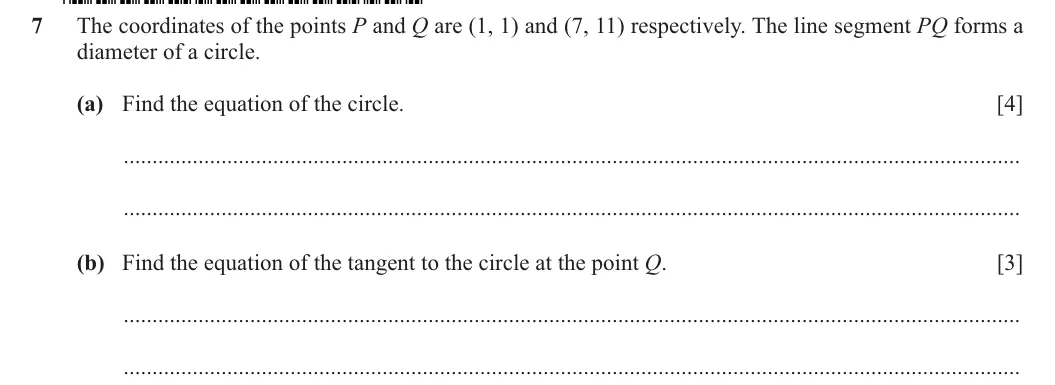 7 The coordinates of the points P and Q are (1, 1) and (7, 11) respectively. The line segment PQ forms a
diameter of a circle.
(a) Find the equation of the circle. [4]
(b) Find the equation of the tangent to the circle at the point Q. [3]